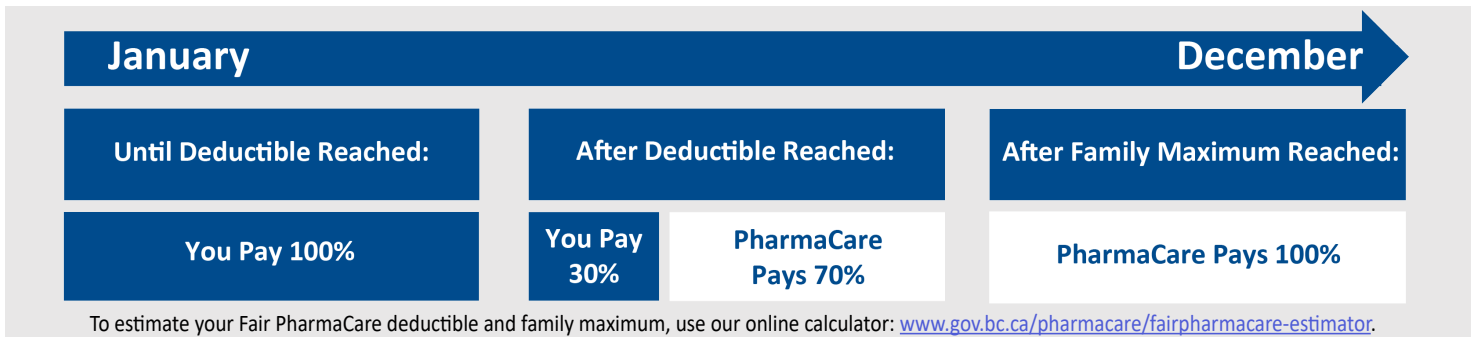 January
December
Until Deductible Reached:
After Deductible Reached:
After Family Maximum Reached:
You Pay 100%
You Pay
30%
PharmaCare
Pays 70%
PharmaCare Pays 100%
To estimate your Fair PharmaCare deductible and family maximum, use our online calculator: www.gov.bc.ca/pharmacare/fairpharmacare-estimator.